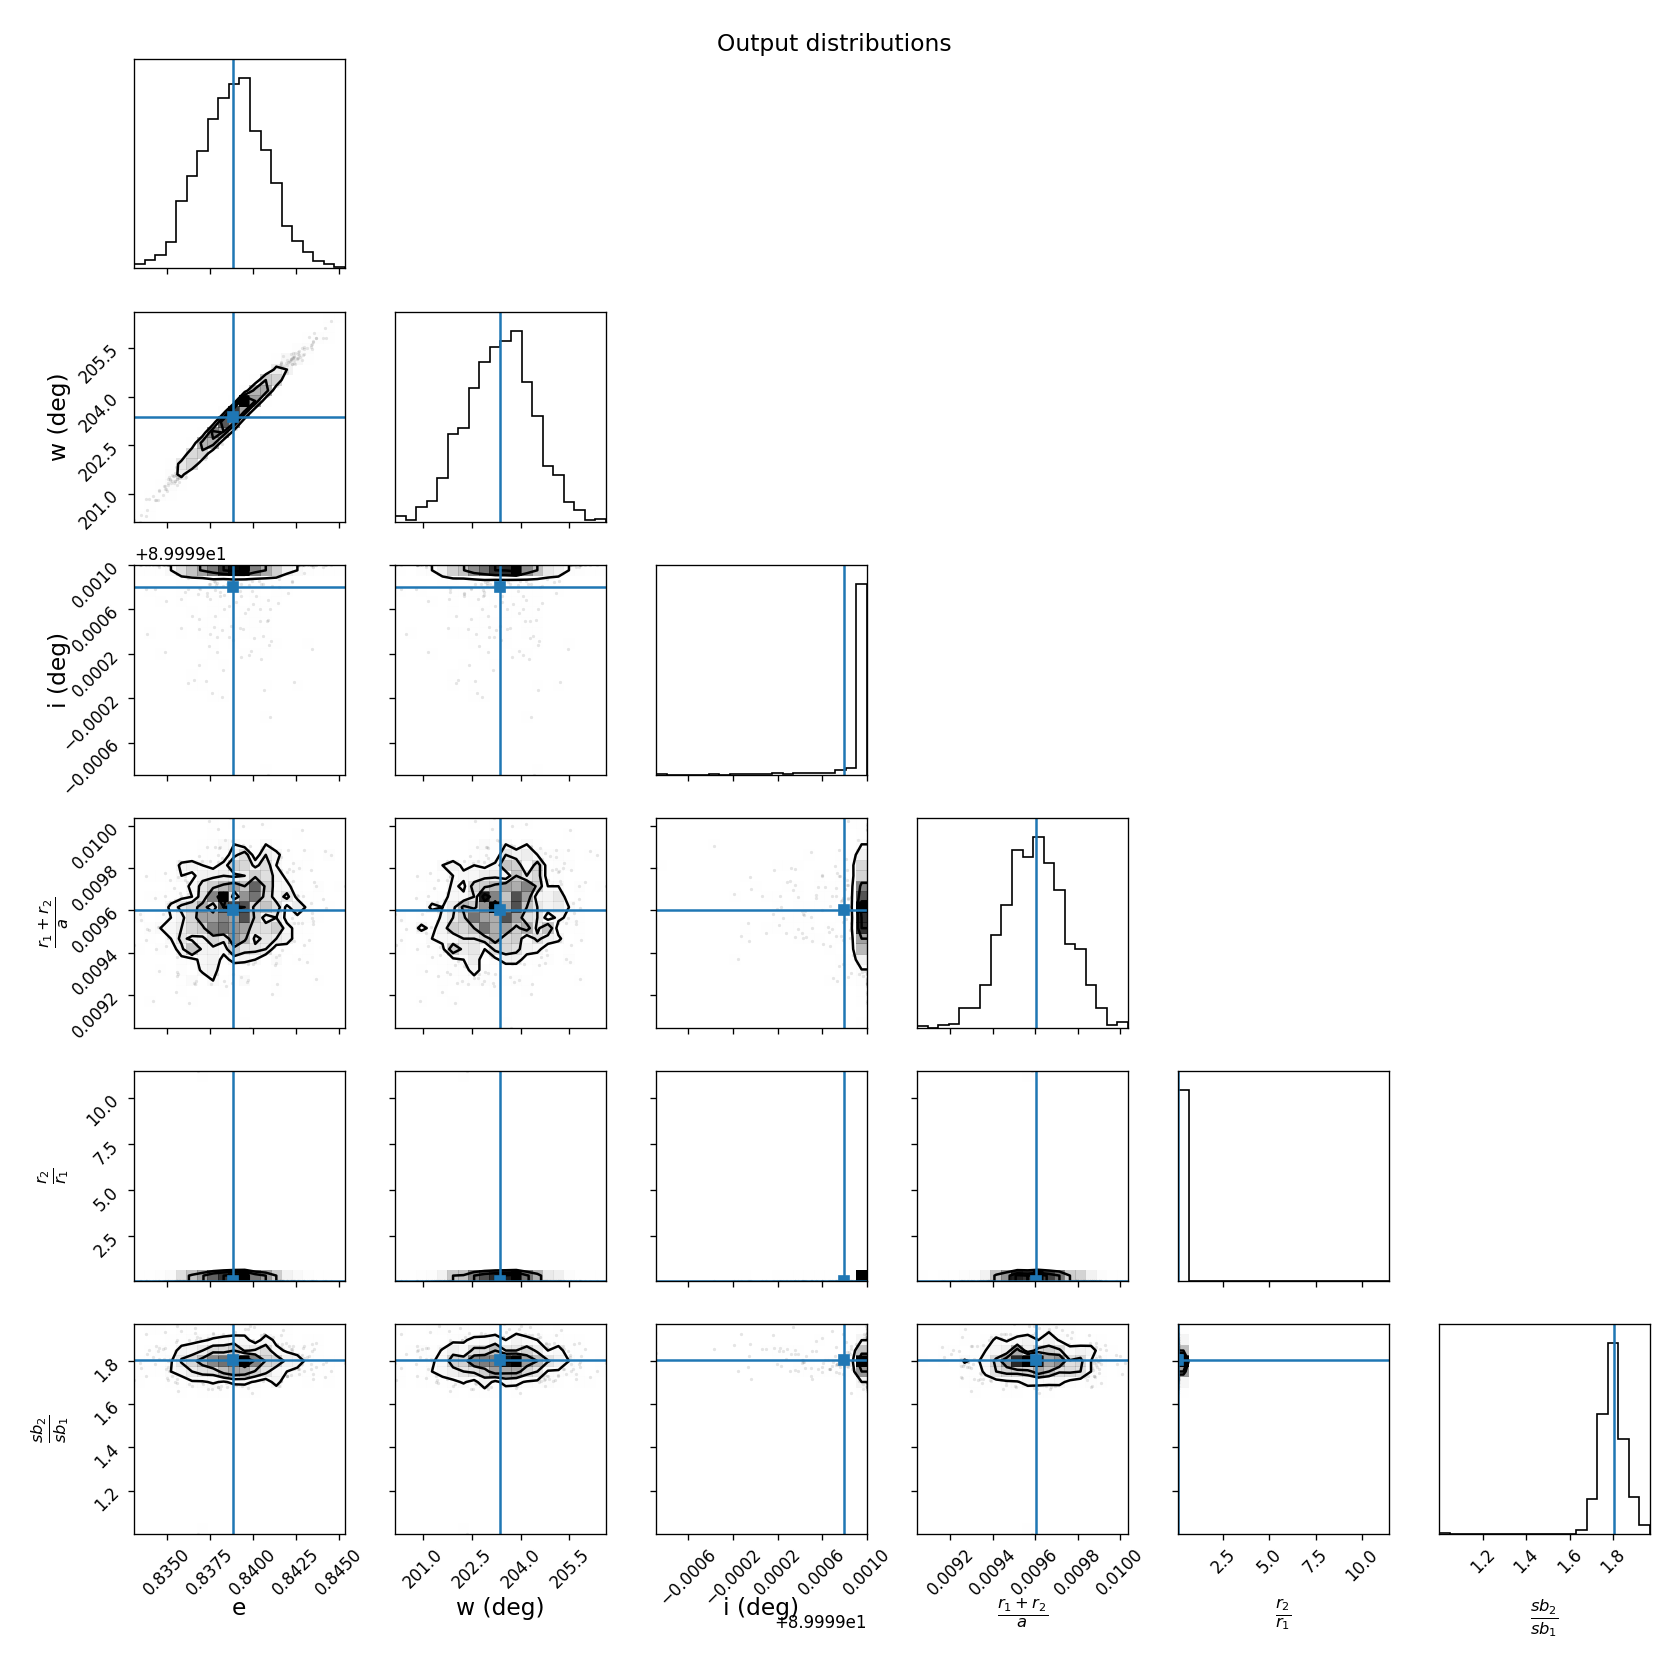 Output distributions
w (deg)
205.5
204.0
202.5
201.0
+8.9999e1
i (deg)
0.0010
0.0006
0.0002
−0.0002
−0.0006
r₁ + r₂
a
0.0100
0.0098
0.0096
0.0094
0.0092
r₂
r₁
10.0
7.5
5.0
2.5
sb₂
sb₁
1.8
1.6
1.4
1.2
0.8350 0.8375 0.8400 0.8425 0.8450 201.0 202.5 204.0 205.5 −0.0006 −0.0002 0.0002 0.0006 0.0010 0.0092 0.0094 0.0096 0.0098 0.0100 2.5 5.0 7.5 10.0 1.2 1.4 1.6 1.8
e w (deg) i (deg) r₁ + r₂ r₂ sb₂
a r₁ sb₁
+8.9999e1